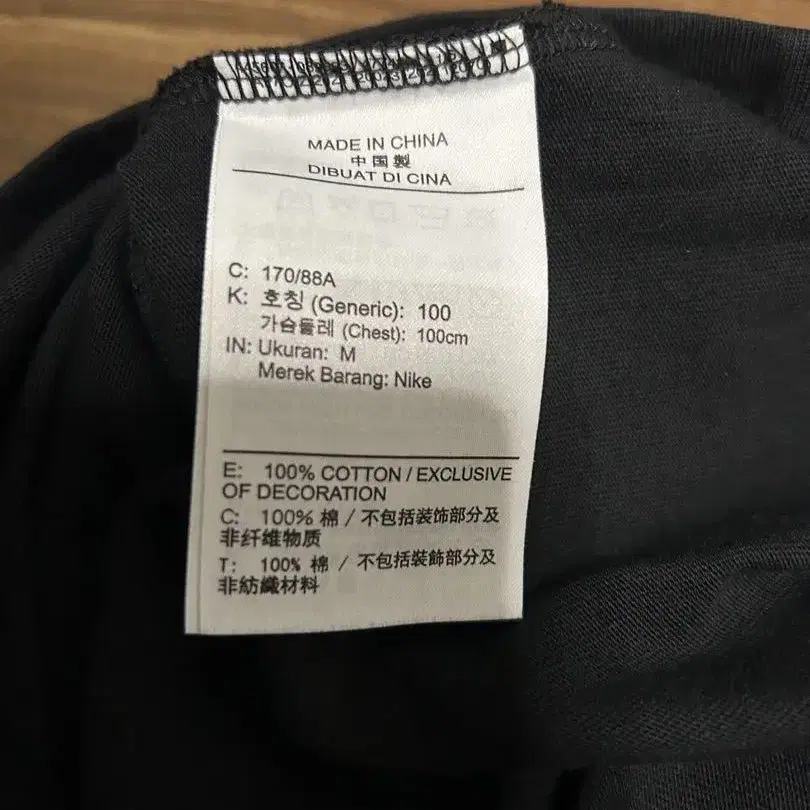 MADE IN CHINA
中国製
DIBUAT DI CINA
C: 170/88A
K: 호칭 (Generic): 100
가슴둘레 (Chest): 100cm
IN: Ukuran: M
Merek Barang: Nike
E: 100% COTTON / EXCLUSIVE
OF DECORATION
C: 100% 棉 / 不包括装饰部分及
非纤维物质
T: 100% 棉 / 不包括裝飾部分及
非紡織材料